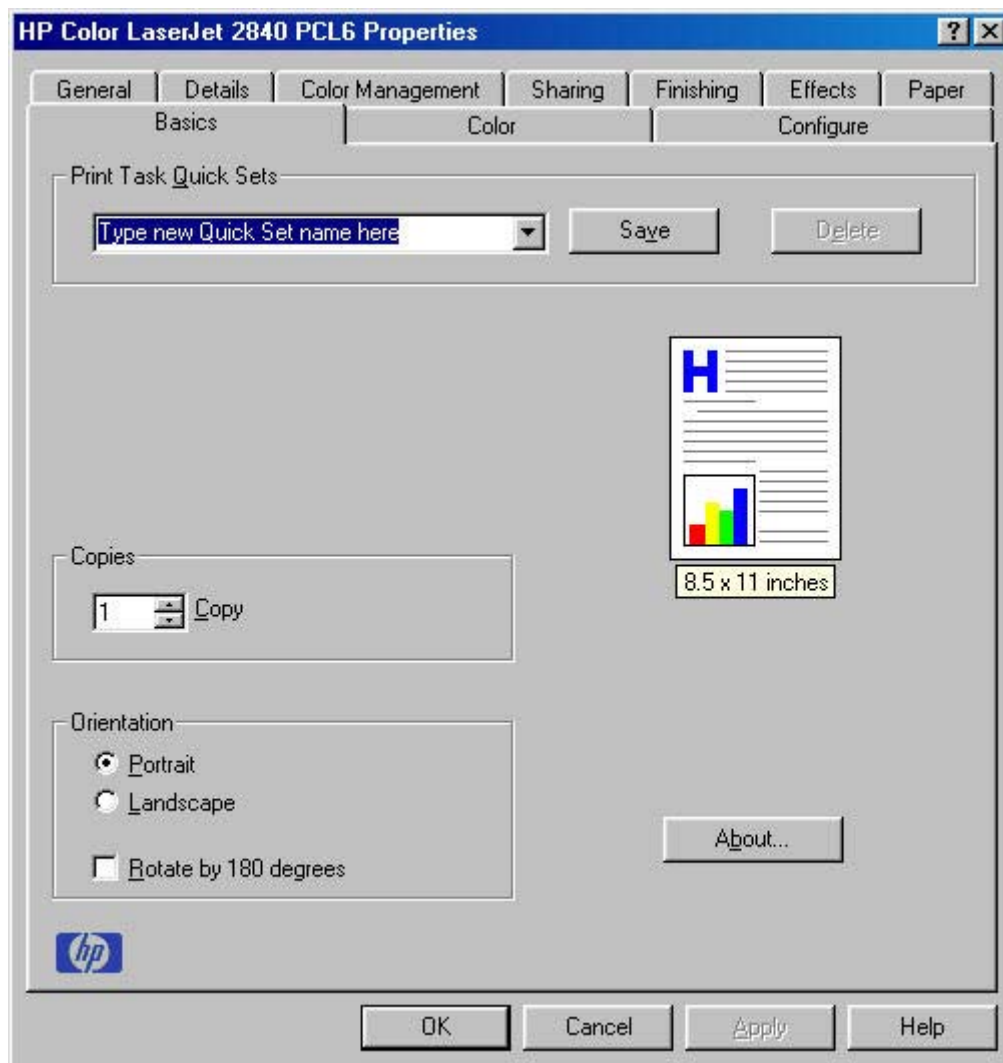 HP Color LaserJet 2840 PCL6 Properties
General Details Color Management Sharing Finishing Effects Paper
Basics Color Configure
Print Task Quick Sets
Type new Quick Set name here Save Delete
H
8.5 x 11 inches
Copies
1 Copy
Orientation
Portrait
Landscape
Rotate by 180 degrees
About...
hp
OK Cancel Apply Help